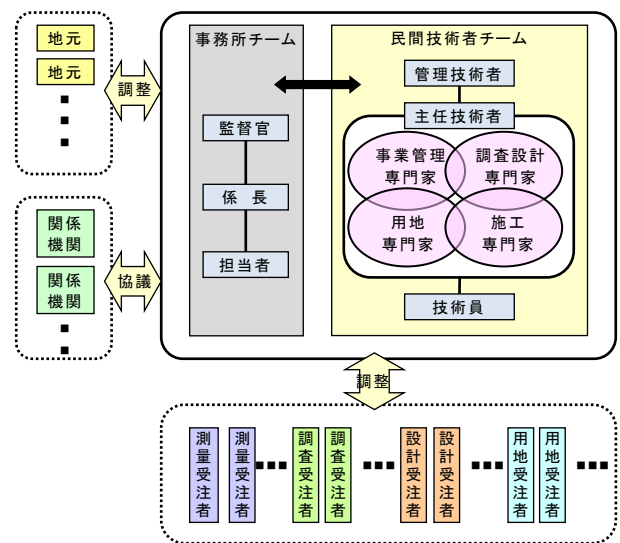 地元
地元
調整
関係
機関
関係
機関
協議
事務所チーム
監督官
係 長
担当者
民間技術者チーム
管理技術者
主任技術者
事業管理
専門家
調査設計
専門家
用地
専門家
施工
専門家
技術員
調整
測量受注者
測量受注者
調査受注者
調査受注者
設計受注者
設計受注者
用地受注者
用地受注者